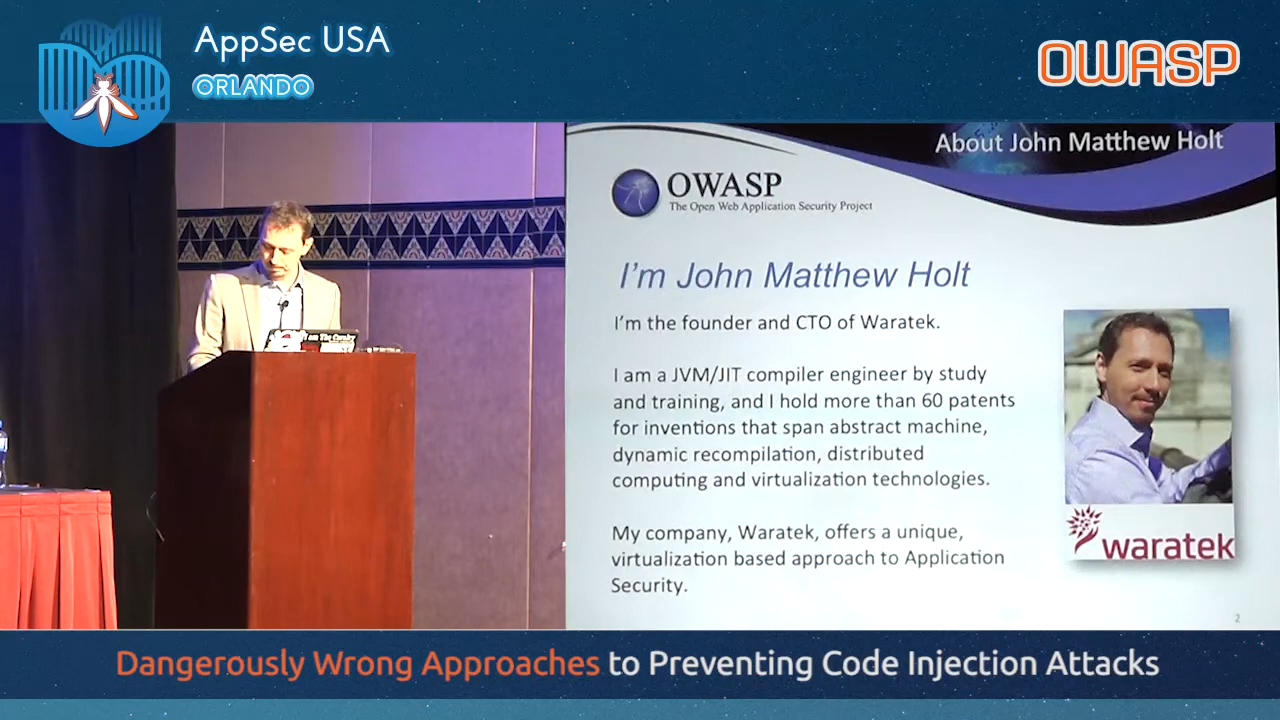 AppSec USA
ORLANDO
OWASP
About John Matthew Holt
OWASP
The Open Web Application Security Project
I'm John Matthew Holt
I'm the founder and CTO of Waratek.
I am a JVM/JIT compiler engineer by study
and training, and I hold more than 60 patents
for inventions that span abstract machine,
dynamic recompilation, distributed
computing and virtualization technologies.
My company, Waratek, offers a unique,
virtualization based approach to Application
Security.
waratek
2
Dangerously Wrong Approaches to Preventing Code Injection Attacks